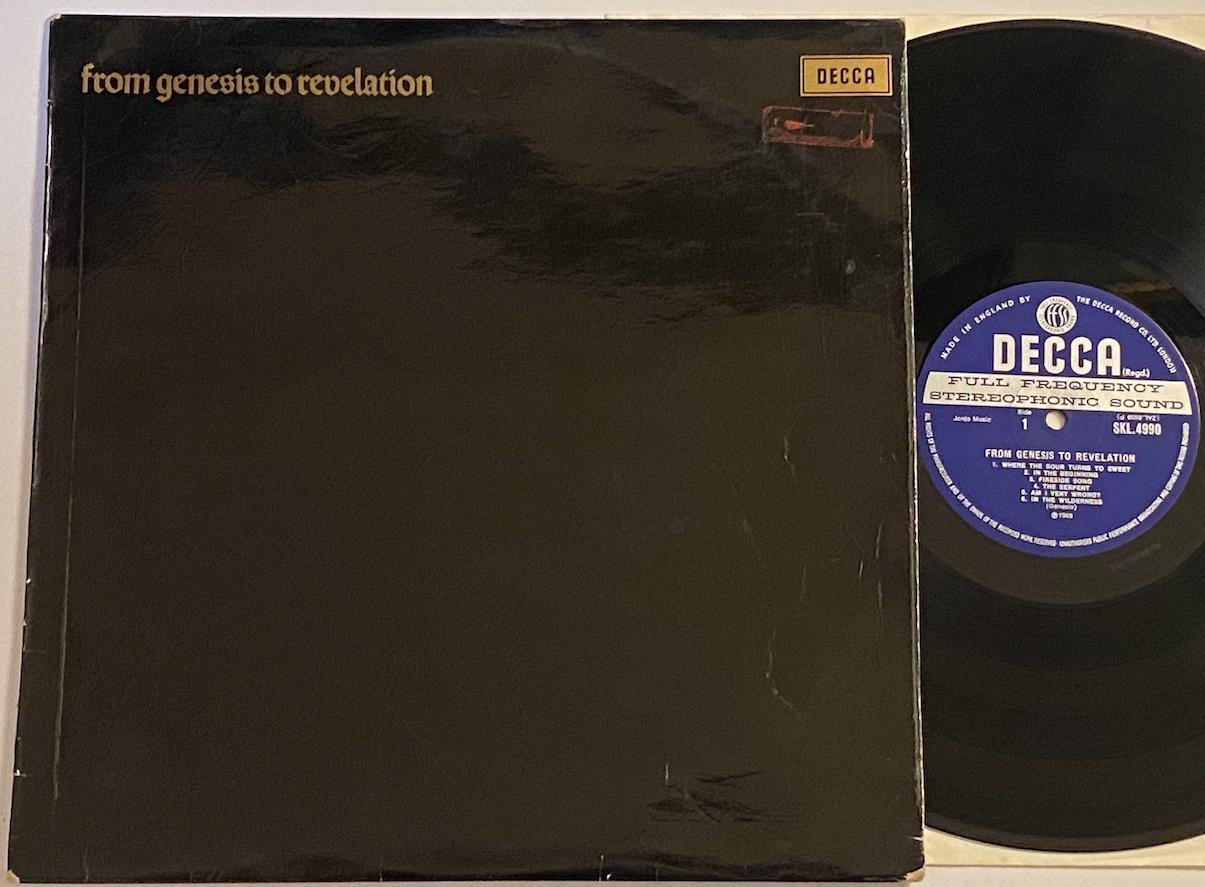 from genesis to revelation
DECCA
MADE IN ENGLAND BY
THE DECCA RECORD CO. LTD. LONDON
DECCA
(Regd.)
FULL FREQUENCY
STEREOPHONIC SOUND
Jonjo Music
Side
1
SKL.4990
FROM GENESIS TO REVELATION
1. WHERE THE SOUR TURNS TO SWEET
2. IN THE BEGINNING
3. FIRESIDE SONG
4. THE SERPENT
5. AM I VERY WRONG?
6. IN THE WILDERNESS
(Genesis)
℗1969